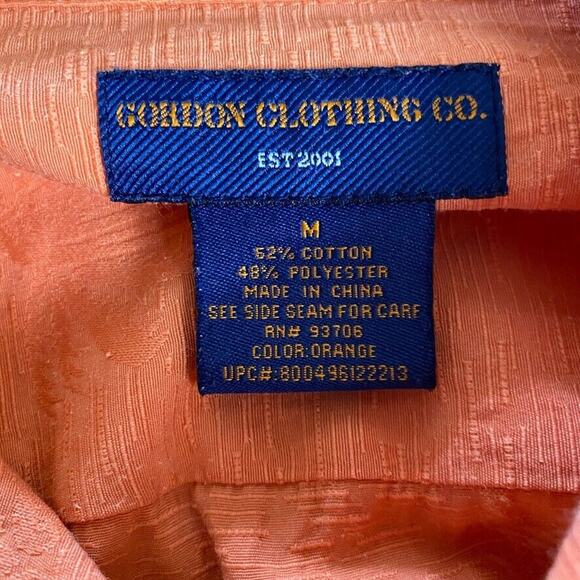 GORDON CLOTHING CO.
EST 2001
M
52% COTTON
48% POLYESTER
MADE IN CHINA
SEE SIDE SEAM FOR CARE
RN# 93706
COLOR:ORANGE
UPC#:800496122213